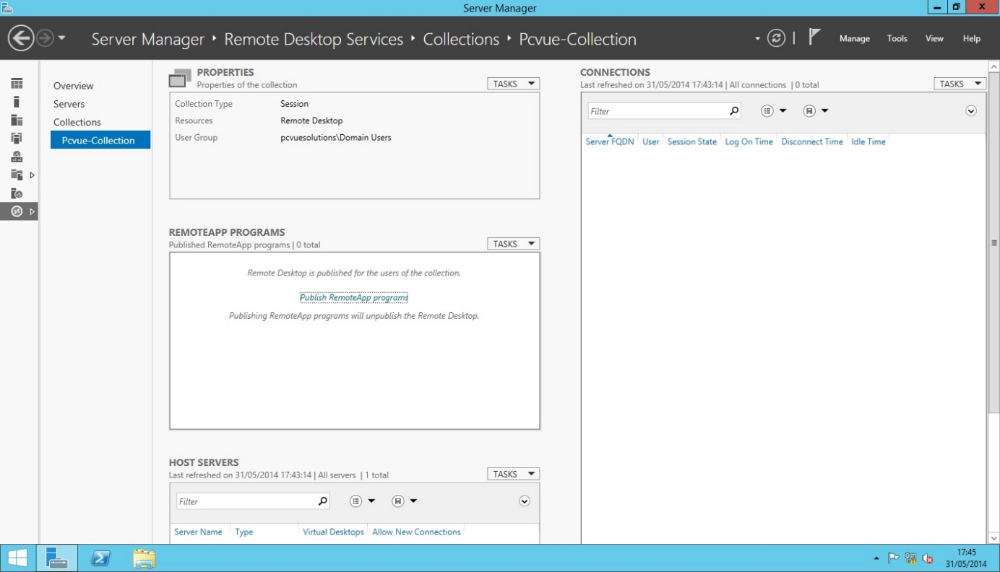 Server Manager
Server Manager ‣ Remote Desktop Services ‣ Collections ‣ Pcvue-Collection
Manage Tools View Help
Overview
Servers
Collections
Pcvue-Collection
PROPERTIES
Properties of the collection
TASKS
Collection Type Session
Resources Remote Desktop
User Group pcvuesolutions\Domain Users
REMOTEAPP PROGRAMS
Published RemoteApp programs | 0 total
TASKS
Remote Desktop is published for the users of the collection.
Publish RemoteApp programs
Publishing RemoteApp programs will unpublish the Remote Desktop.
HOST SERVERS
Last refreshed on 31/05/2014 17:43:14 | All servers | 1 total
TASKS
Filter
Server Name Type Virtual Desktops Allow New Connections
CONNECTIONS
Last refreshed on 31/05/2014 17:43:14 | All connections | 0 total
TASKS
Filter
Server FQDN User Session State Log On Time Disconnect Time Idle Time
17:45
31/05/2014